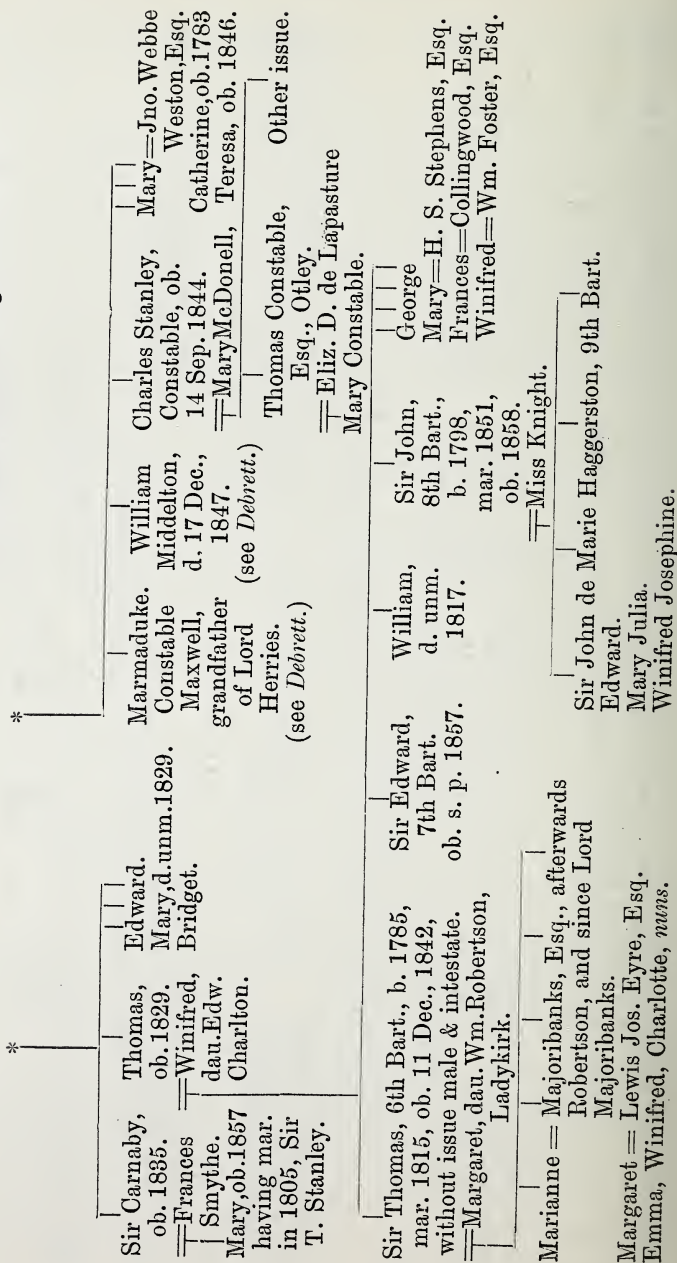 *
*
Sir Carnaby,
ob. 1835.
=Frances
Smythe.
Mary, ob. 1857
having mar.
in 1805, Sir
T. Stanley.
Thomas,
ob. 1829.
=Winifred,
dau. Edw.
Charlton.
Edward.
Mary, d. unm. 1829.
Bridget.
Marmaduke.
Constable
Maxwell,
grandfather
of Lord
Herries.
(see Debrett.)
William
Middelton,
d. 17 Dec.,
1847.
(see Debrett.)
Charles Stanley,
Constable, ob.
14 Sep. 1844.
=Mary McDonell,
Mary=Jno. Webbe
Weston, Esq.
Catherine, ob. 1783
Teresa, ob. 1846.
Thomas Constable,
Esq., Otley.
=Eliz. D. de Lapasture
Mary Constable.
Other issue.
Sir Thomas, 6th Bart., b. 1785,
mar. 1815, ob. 11 Dec., 1842,
without issue male & intestate.
=Margaret, dau. Wm. Robertson,
Ladykirk.
Sir Edward,
7th Bart.
ob. s. p. 1857.
William,
d. unm.
1817.
Sir John,
8th Bart.,
b. 1798,
mar. 1851,
ob. 1858.
=Miss Knight.
George
Mary=H. S. Stephens, Esq.
Frances=Collingwood, Esq.
Winifred=Wm. Foster, Esq.
Marianne = Majoribanks, Esq., afterwards
Robertson, and since Lord
Majoribanks.
Margaret = Lewis Jos. Eyre, Esq.
Emma, Winifred, Charlotte, nuns.
Sir John de Marie Haggerston, 9th Bart.
Edward.
Mary Julia.
Winifred Josephine.